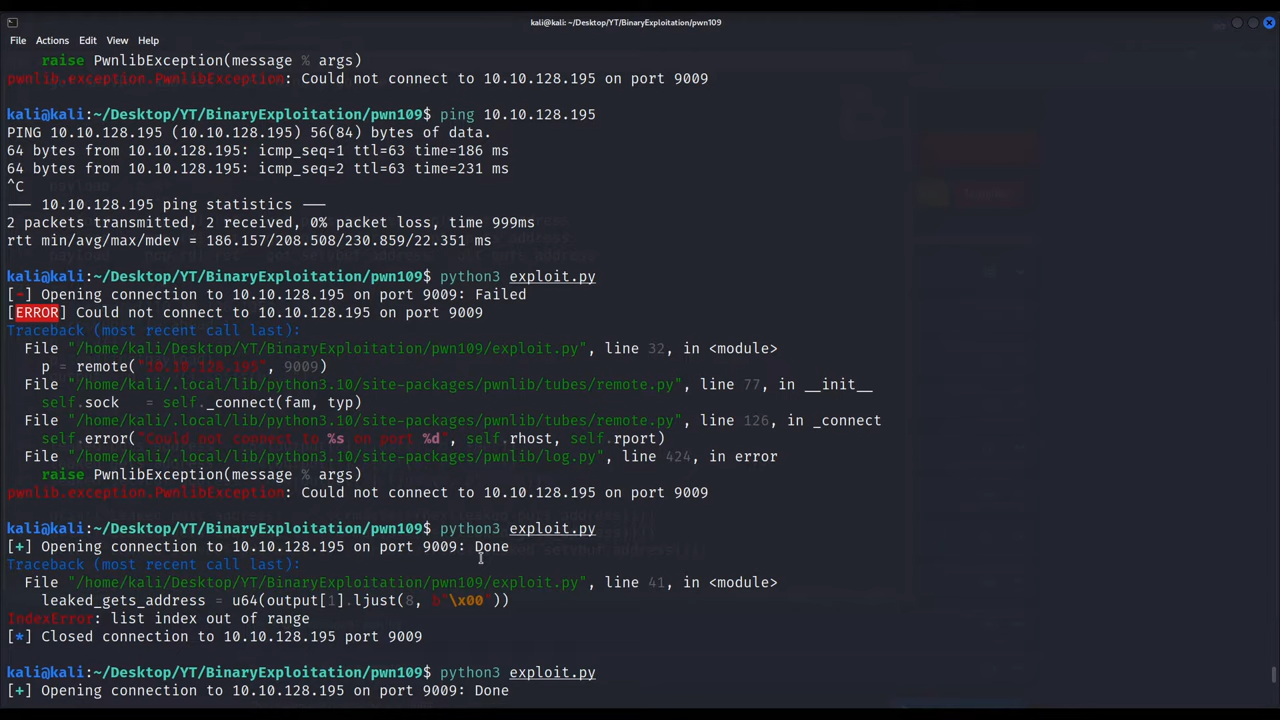 kali@kali: ~/Desktop/YT/BinaryExploitation/pwn109
File Actions Edit View Help
raise PwnlibException(message % args)
pwnlib.exception.PwnlibException: Could not connect to 10.10.128.195 on port 9009
kali@kali:~/Desktop/YT/BinaryExploitation/pwn109$ ping 10.10.128.195
PING 10.10.128.195 (10.10.128.195) 56(84) bytes of data.
64 bytes from 10.10.128.195: icmp_seq=1 ttl=63 time=186 ms
64 bytes from 10.10.128.195: icmp_seq=2 ttl=63 time=231 ms
^C
--- 10.10.128.195 ping statistics ---
2 packets transmitted, 2 received, 0% packet loss, time 999ms
rtt min/avg/max/mdev = 186.157/208.508/230.859/22.351 ms
kali@kali:~/Desktop/YT/BinaryExploitation/pwn109$ python3 exploit.py
[-] Opening connection to 10.10.128.195 on port 9009: Failed
[ERROR] Could not connect to 10.10.128.195 on port 9009
Traceback (most recent call last):
File "/home/kali/Desktop/YT/BinaryExploitation/pwn109/exploit.py", line 32, in <module>
p = remote("10.10.128.195", 9009)
File "/home/kali/.local/lib/python3.10/site-packages/pwnlib/tubes/remote.py", line 77, in __init__
self.sock = self._connect(fam, typ)
File "/home/kali/.local/lib/python3.10/site-packages/pwnlib/tubes/remote.py", line 126, in _connect
self.error("Could not connect to %s on port %d", self.rhost, self.rport)
File "/home/kali/.local/lib/python3.10/site-packages/pwnlib/log.py", line 424, in error
raise PwnlibException(message % args)
pwnlib.exception.PwnlibException: Could not connect to 10.10.128.195 on port 9009
kali@kali:~/Desktop/YT/BinaryExploitation/pwn109$ python3 exploit.py
[+] Opening connection to 10.10.128.195 on port 9009: Done
Traceback (most recent call last):
File "/home/kali/Desktop/YT/BinaryExploitation/pwn109/exploit.py", line 41, in <module>
leaked_gets_address = u64(output[1].ljust(8, b"\x00"))
IndexError: list index out of range
[*] Closed connection to 10.10.128.195 port 9009
kali@kali:~/Desktop/YT/BinaryExploitation/pwn109$ python3 exploit.py
[+] Opening connection to 10.10.128.195 on port 9009: Done